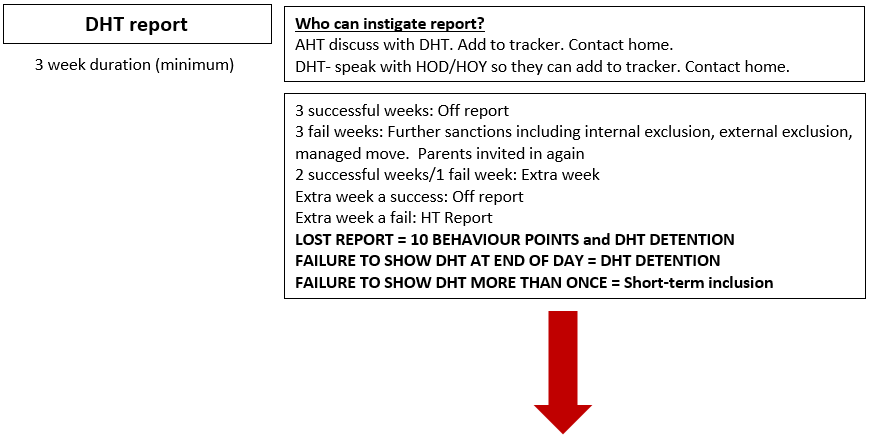 DHT report
3 week duration (minimum)
Who can instigate report?
AHT discuss with DHT. Add to tracker. Contact home.
DHT- speak with HOD/HOY so they can add to tracker. Contact home.
3 successful weeks: Off report
3 fail weeks: Further sanctions including internal exclusion, external exclusion,
managed move.  Parents invited in again
2 successful weeks/1 fail week: Extra week
Extra week a success: Off report
Extra week a fail: HT Report
LOST REPORT = 10 BEHAVIOUR POINTS and DHT DETENTION
FAILURE TO SHOW DHT AT END OF DAY = DHT DETENTION
FAILURE TO SHOW DHT MORE THAN ONCE = Short-term inclusion